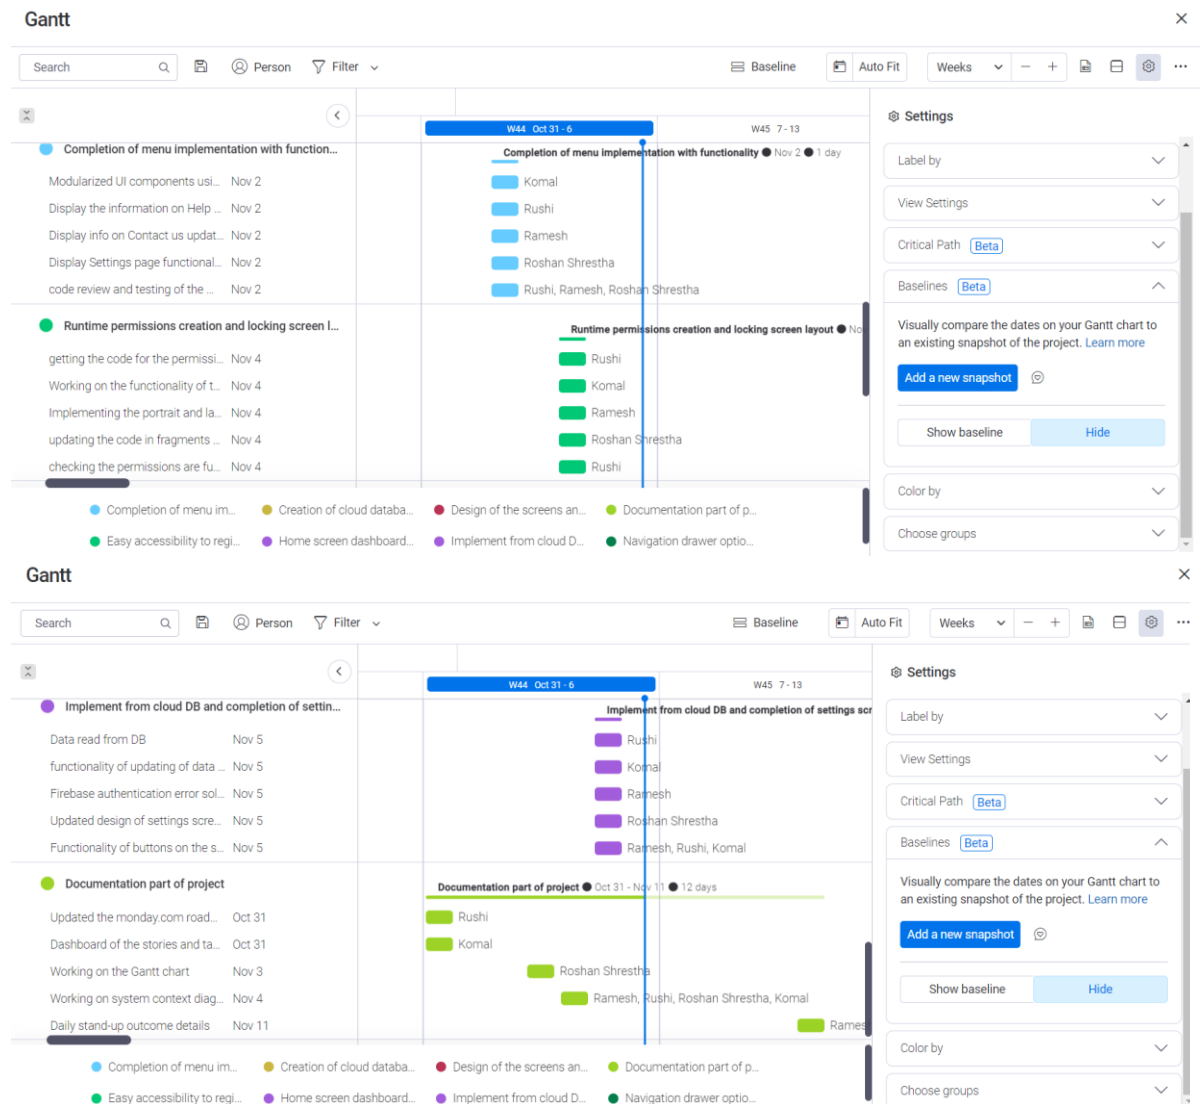 Gantt
Search Person Filter Baseline Auto Fit Weeks
W44 Oct 31 - 6 W45 7 - 13
Settings
Completion of menu implementation with function... Completion of menu implementation with functionality ● Nov 2 ● 1 day
Label by
Modularized UI components usi... Nov 2 Komal
View Settings
Display the information on Help ... Nov 2 Rushi
Display info on Contact us updat... Nov 2 Ramesh
Critical Path Beta
Display Settings page functional... Nov 2 Roshan Shrestha
code review and testing of the ... Nov 2 Rushi, Ramesh, Roshan Shrestha
Baselines Beta
Runtime permissions creation and locking screen l... Runtime permissions creation and locking screen layout ● No
Visually compare the dates on your Gantt chart to
an existing snapshot of the project. Learn more
getting the code for the permissi... Nov 4 Rushi
Add a new snapshot
Working on the functionality of t... Nov 4 Komal
Implementing the portrait and la... Nov 4 Ramesh
Show baseline Hide
updating the code in fragments ... Nov 4 Roshan Shrestha
checking the permissions are fu... Nov 4 Rushi
Color by
Completion of menu im... Creation of cloud databa... Design of the screens an... Documentation part of p...
Choose groups
Easy accessibility to regi... Home screen dashboard... Implement from cloud D... Navigation drawer optio...
Gantt
Search Person Filter Baseline Auto Fit Weeks
W44 Oct 31 - 6 W45 7 - 13
Settings
Implement from cloud DB and completion of settin... Implement from cloud DB and completion of settings scr
Label by
Data read from DB Nov 5 Rushi
View Settings
functionality of updating of data ... Nov 5 Komal
Firebase authentication error sol... Nov 5 Ramesh
Critical Path Beta
Updated design of settings scre... Nov 5 Roshan Shrestha
Functionality of buttons on the s... Nov 5 Ramesh, Rushi, Komal
Baselines Beta
Documentation part of project Documentation part of project ● Oct 31 - Nov 11 ● 12 days
Visually compare the dates on your Gantt chart to
an existing snapshot of the project. Learn more
Updated the monday.com road... Oct 31 Rushi
Add a new snapshot
Dashboard of the stories and ta... Oct 31 Komal
Working on the Gantt chart Nov 3 Roshan Shrestha
Show baseline Hide
Working on system context diag... Nov 4 Ramesh, Rushi, Roshan Shrestha, Komal
Daily stand-up outcome details Nov 11 Rames
Color by
Completion of menu im... Creation of cloud databa... Design of the screens an... Documentation part of p...
Choose groups
Easy accessibility to regi... Home screen dashboard... Implement from cloud D... Navigation drawer optio...